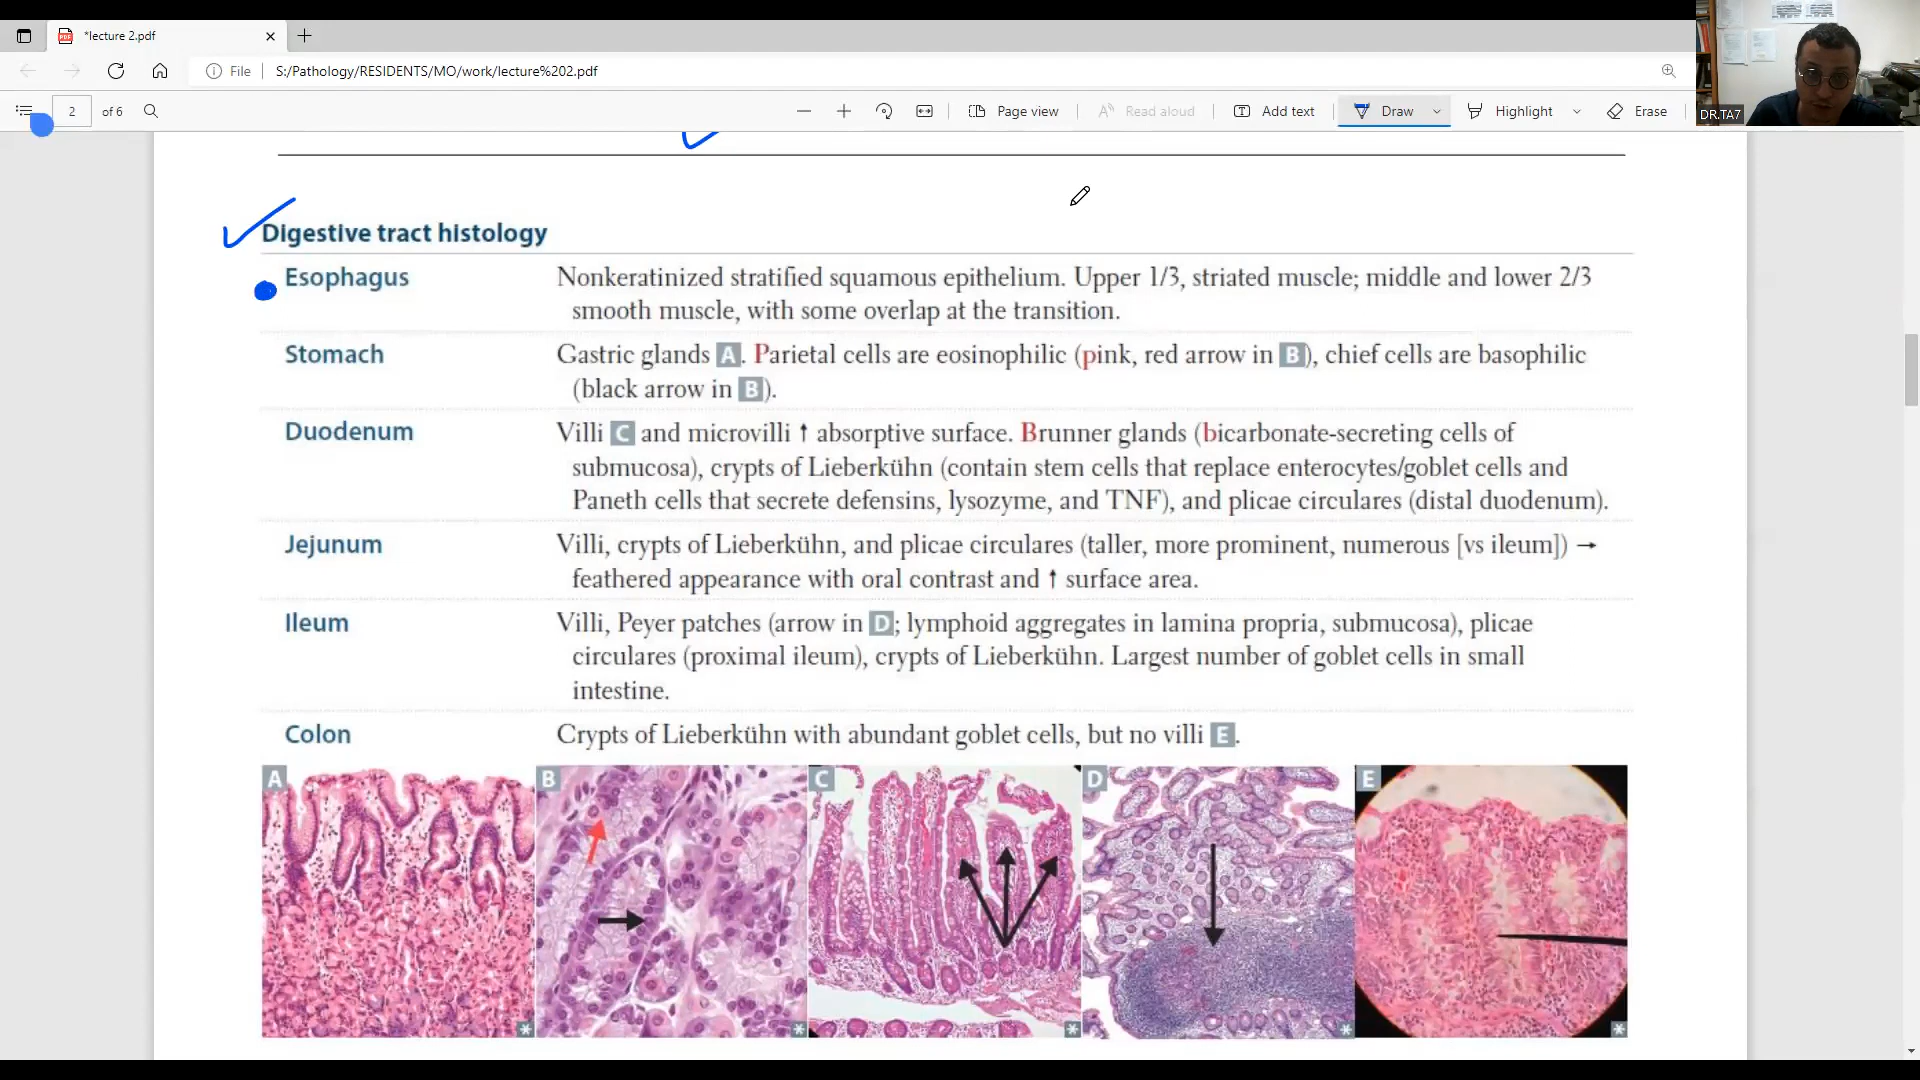 *lecture 2.pdf
File
S:/Pathology/RESIDENTS/MO/work/lecture%202.pdf
2 of 6
Page view
Read aloud
Add text
Draw
Highlight
Erase
DR.TA7
Digestive tract histology
Esophagus
Nonkeratinized stratified squamous epithelium. Upper 1/3, striated muscle; middle and lower 2/3
smooth muscle, with some overlap at the transition.
Stomach
Gastric glands A. Parietal cells are eosinophilic (pink, red arrow in B), chief cells are basophilic
(black arrow in B).
Duodenum
Villi C and microvilli ↑ absorptive surface. Brunner glands (bicarbonate-secreting cells of
submucosa), crypts of Lieberkühn (contain stem cells that replace enterocytes/goblet cells and
Paneth cells that secrete defensins, lysozyme, and TNF), and plicae circulares (distal duodenum).
Jejunum
Villi, crypts of Lieberkühn, and plicae circulares (taller, more prominent, numerous [vs ileum]) →
feathered appearance with oral contrast and ↑ surface area.
Ileum
Villi, Peyer patches (arrow in D; lymphoid aggregates in lamina propria, submucosa), plicae
circulares (proximal ileum), crypts of Lieberkühn. Largest number of goblet cells in small
intestine.
Colon
Crypts of Lieberkühn with abundant goblet cells, but no villi E.
A
B
C
D
E